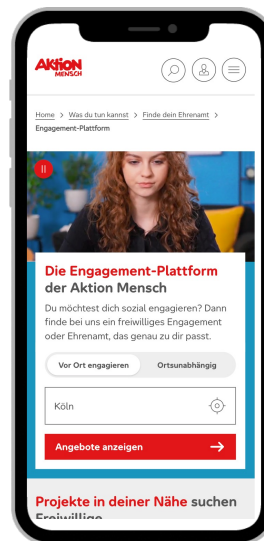 AKTION
MENSCH
Home > Was du tun kannst > Finde dein Ehrenamt >
Engagement-Plattform
Die Engagement-Plattform
der Aktion Mensch
Du möchtest dich sozial engagieren? Dann
finde bei uns ein freiwilliges Engagement
oder Ehrenamt, das genau zu dir passt.
Vor Ort engagieren Ortsunabhängig
Köln
Angebote anzeigen →
Projekte in deiner Nähe suchen
Freiwillige